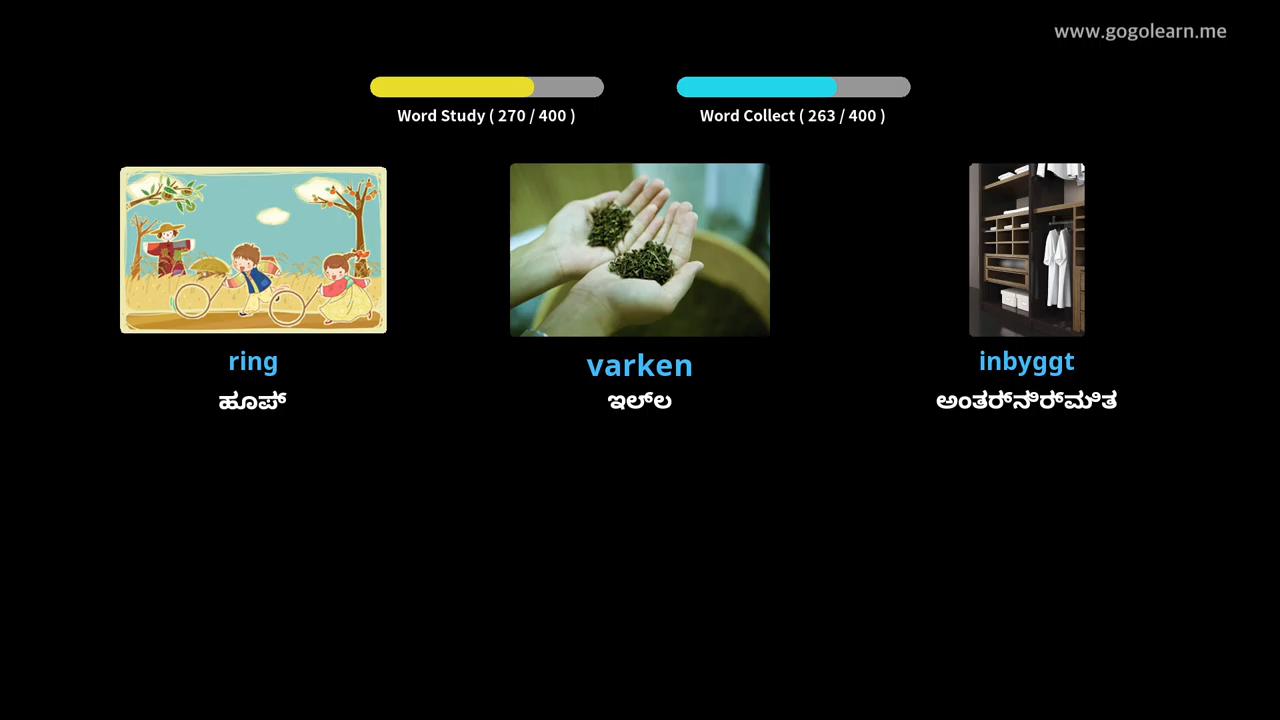 www.gogolearn.me
Word Study ( 270 / 400 )
Word Collect ( 263 / 400 )
ring
varken
inbyggt
ಹೂಪ್
ಇಲ್ಲ
ಅಂತರ್ನಿರ್ಮಿತ